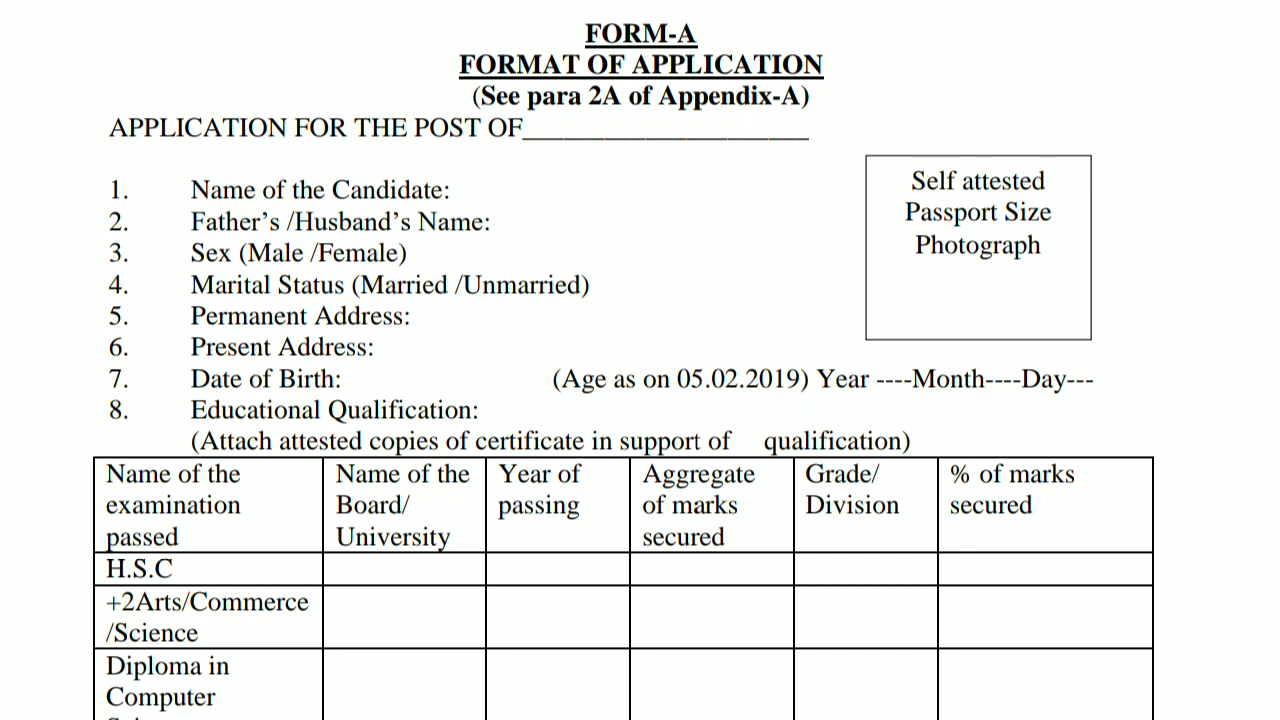 FORM-A
FORMAT OF APPLICATION
(See para 2A of Appendix-A)
APPLICATION FOR THE POST OF_____________________
Self attested
Passport Size
Photograph
1. Name of the Candidate:
2. Father’s /Husband’s Name:
3. Sex (Male /Female)
4. Marital Status (Married /Unmarried)
5. Permanent Address:
6. Present Address:
7. Date of Birth: (Age as on 05.02.2019) Year ----Month----Day---
8. Educational Qualification:
(Attach attested copies of certificate in support of qualification)
Name of the examination passed
Name of the Board/ University
Year of passing
Aggregate of marks secured
Grade/ Division
% of marks secured
H.S.C
+2Arts/Commerce
/Science
Diploma in
Computer